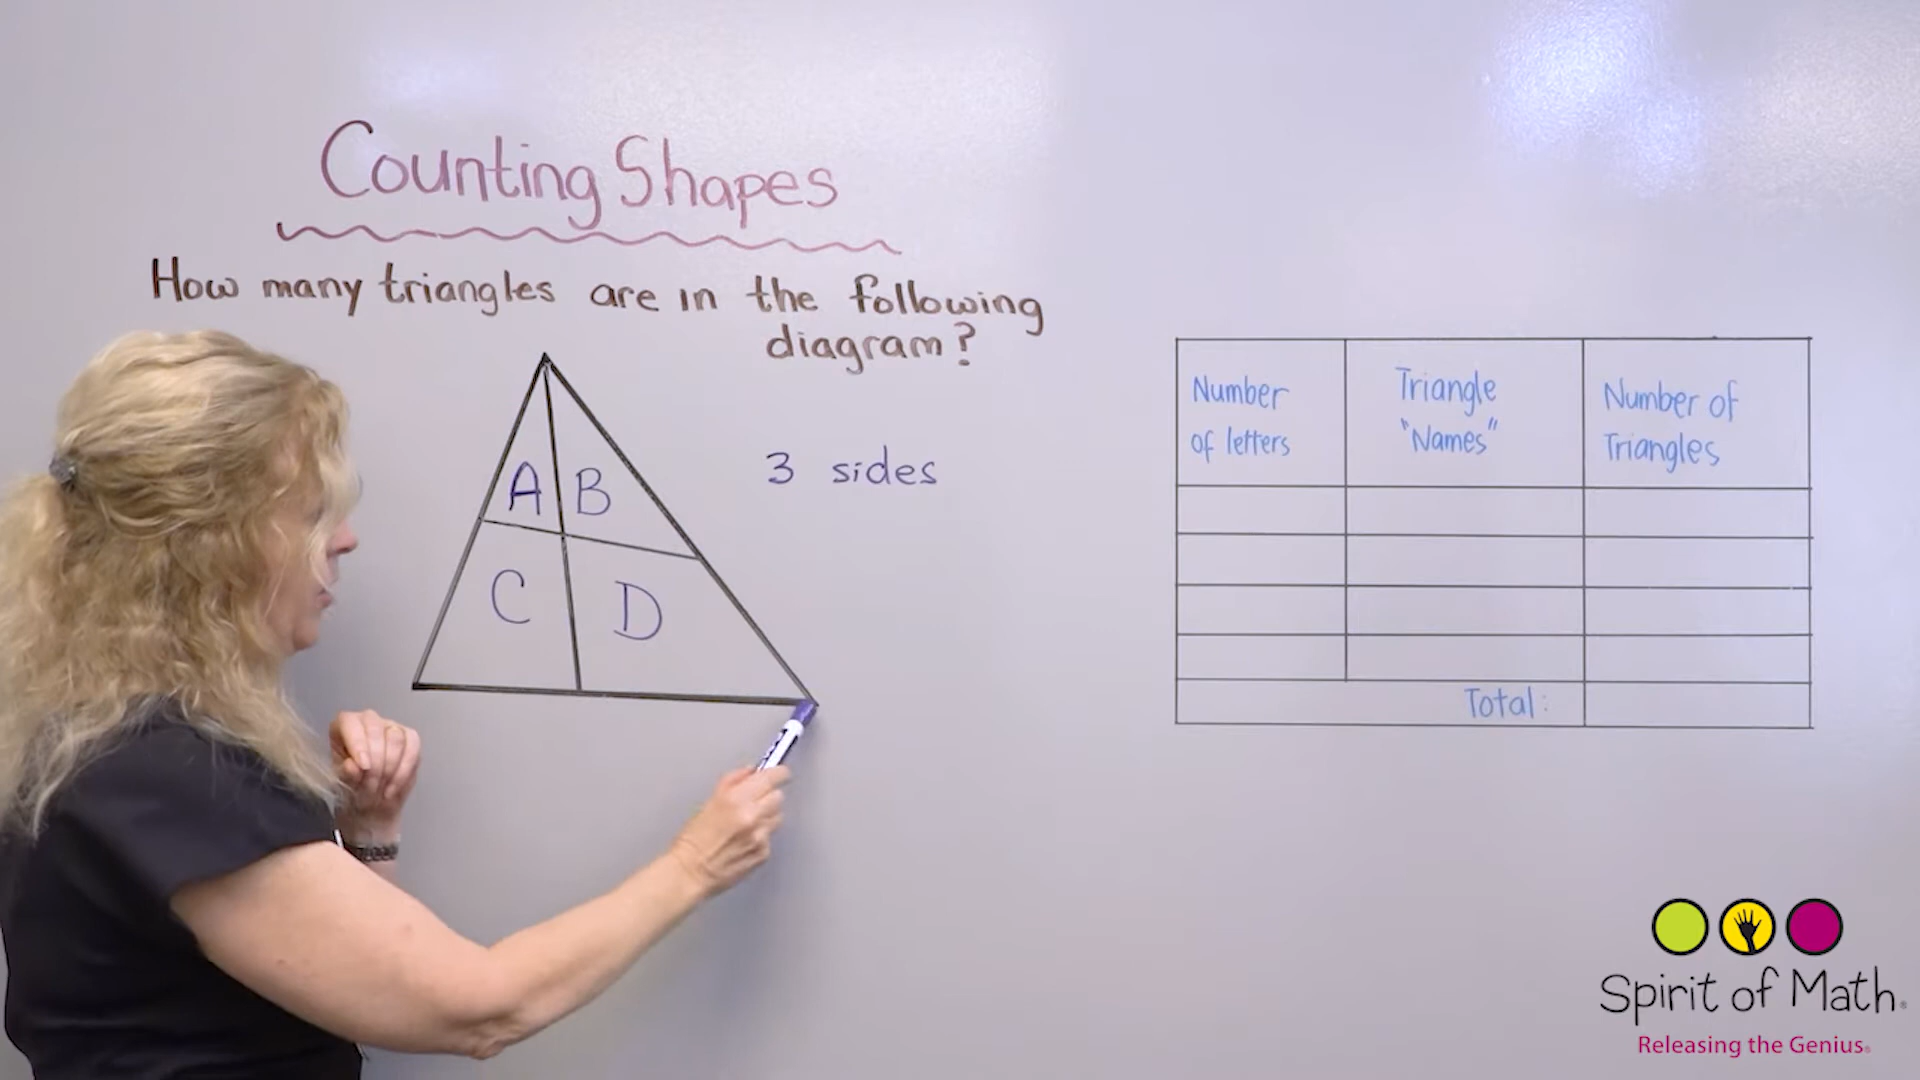 Counting Shapes
How many triangles are in the following
diagram?
A B
C D
3 sides
Number
of letters
Triangle
"Names"
Number of
Triangles
Total:
Spirit of Math®
Releasing the Genius®